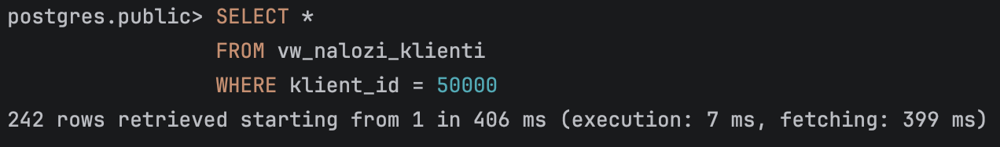 postgres.public> SELECT *
FROM vw_nalozi_klienti
WHERE klient_id = 50000
242 rows retrieved starting from 1 in 406 ms (execution: 7 ms, fetching: 399 ms)